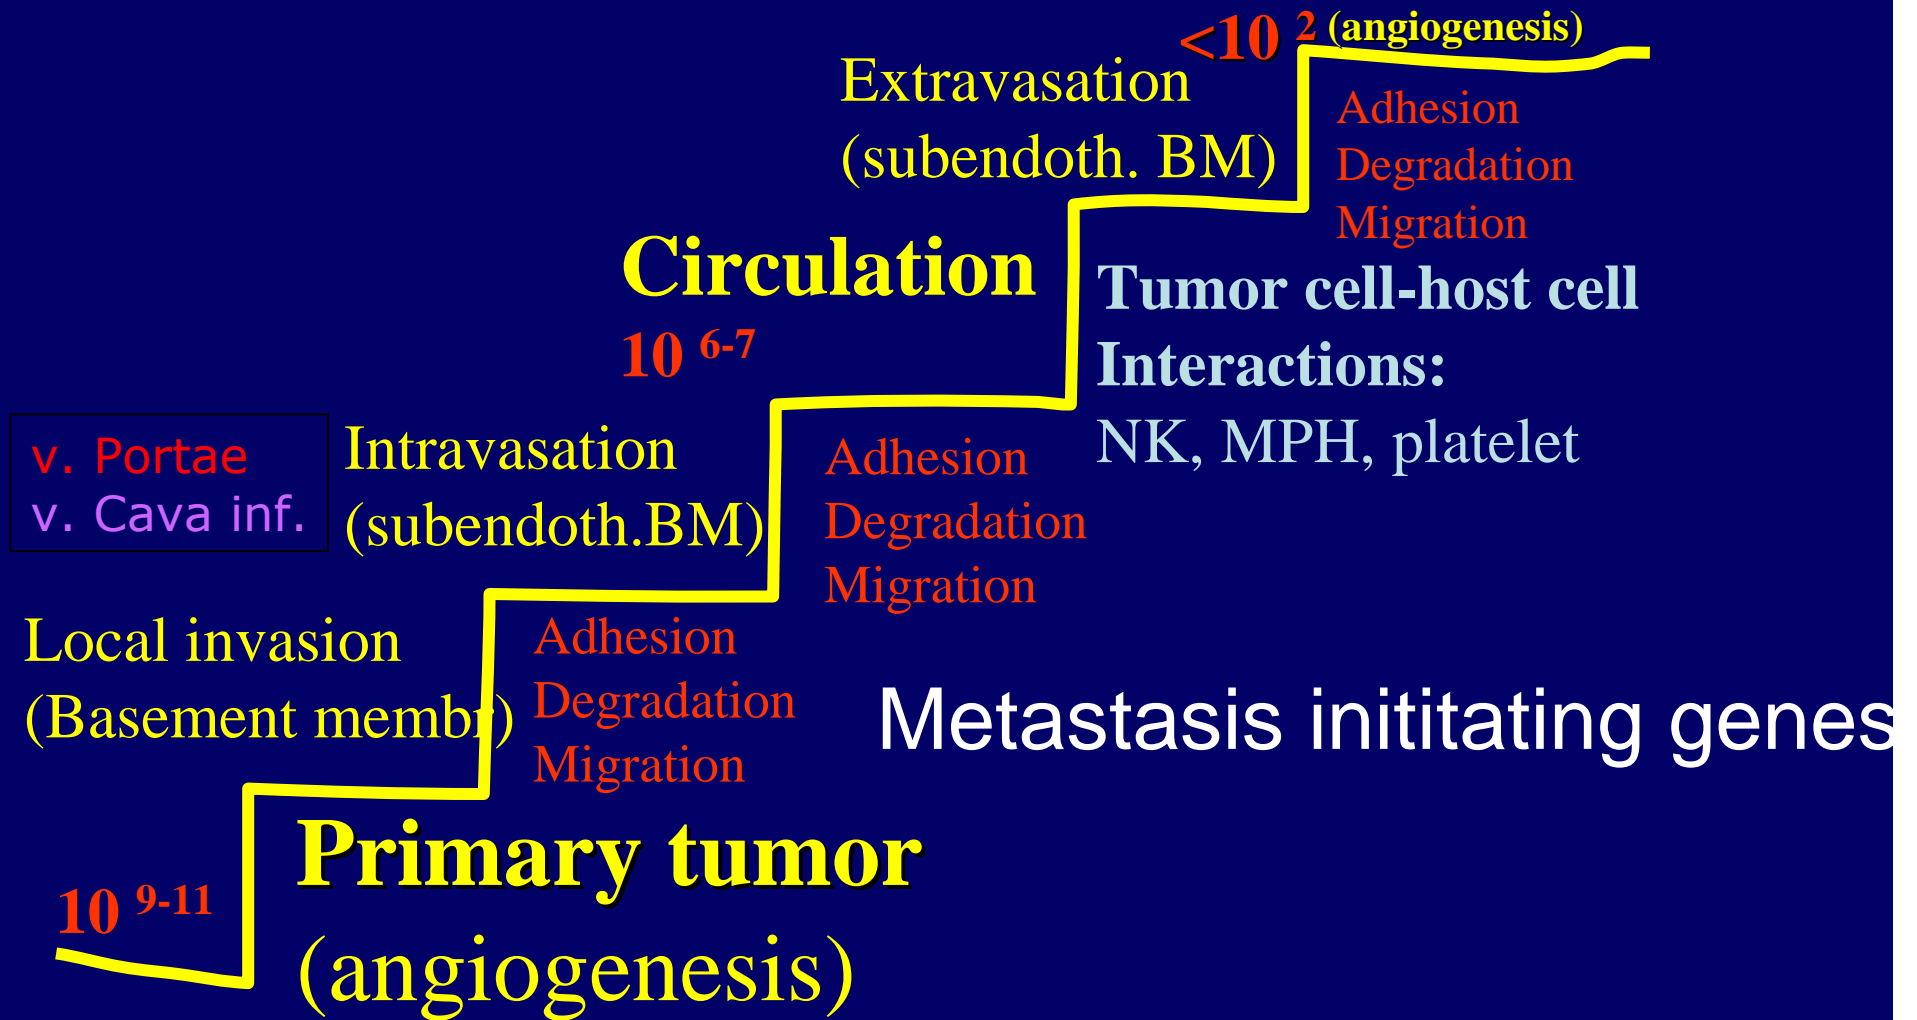 <10 2 (angiogenesis)
Extravasation
(subendoth. BM)
Adhesion
Degradation
Migration
Circulation
10 6-7
Tumor cell-host cell
Interactions:
NK, MPH, platelet
v. Portae
v. Cava inf.
Intravasation
(subendoth.BM)
Adhesion
Degradation
Migration
Local invasion
(Basement membr)
Adhesion
Degradation
Migration
Metastasis inititating genes
Primary tumor
(angiogenesis)
10 9-11